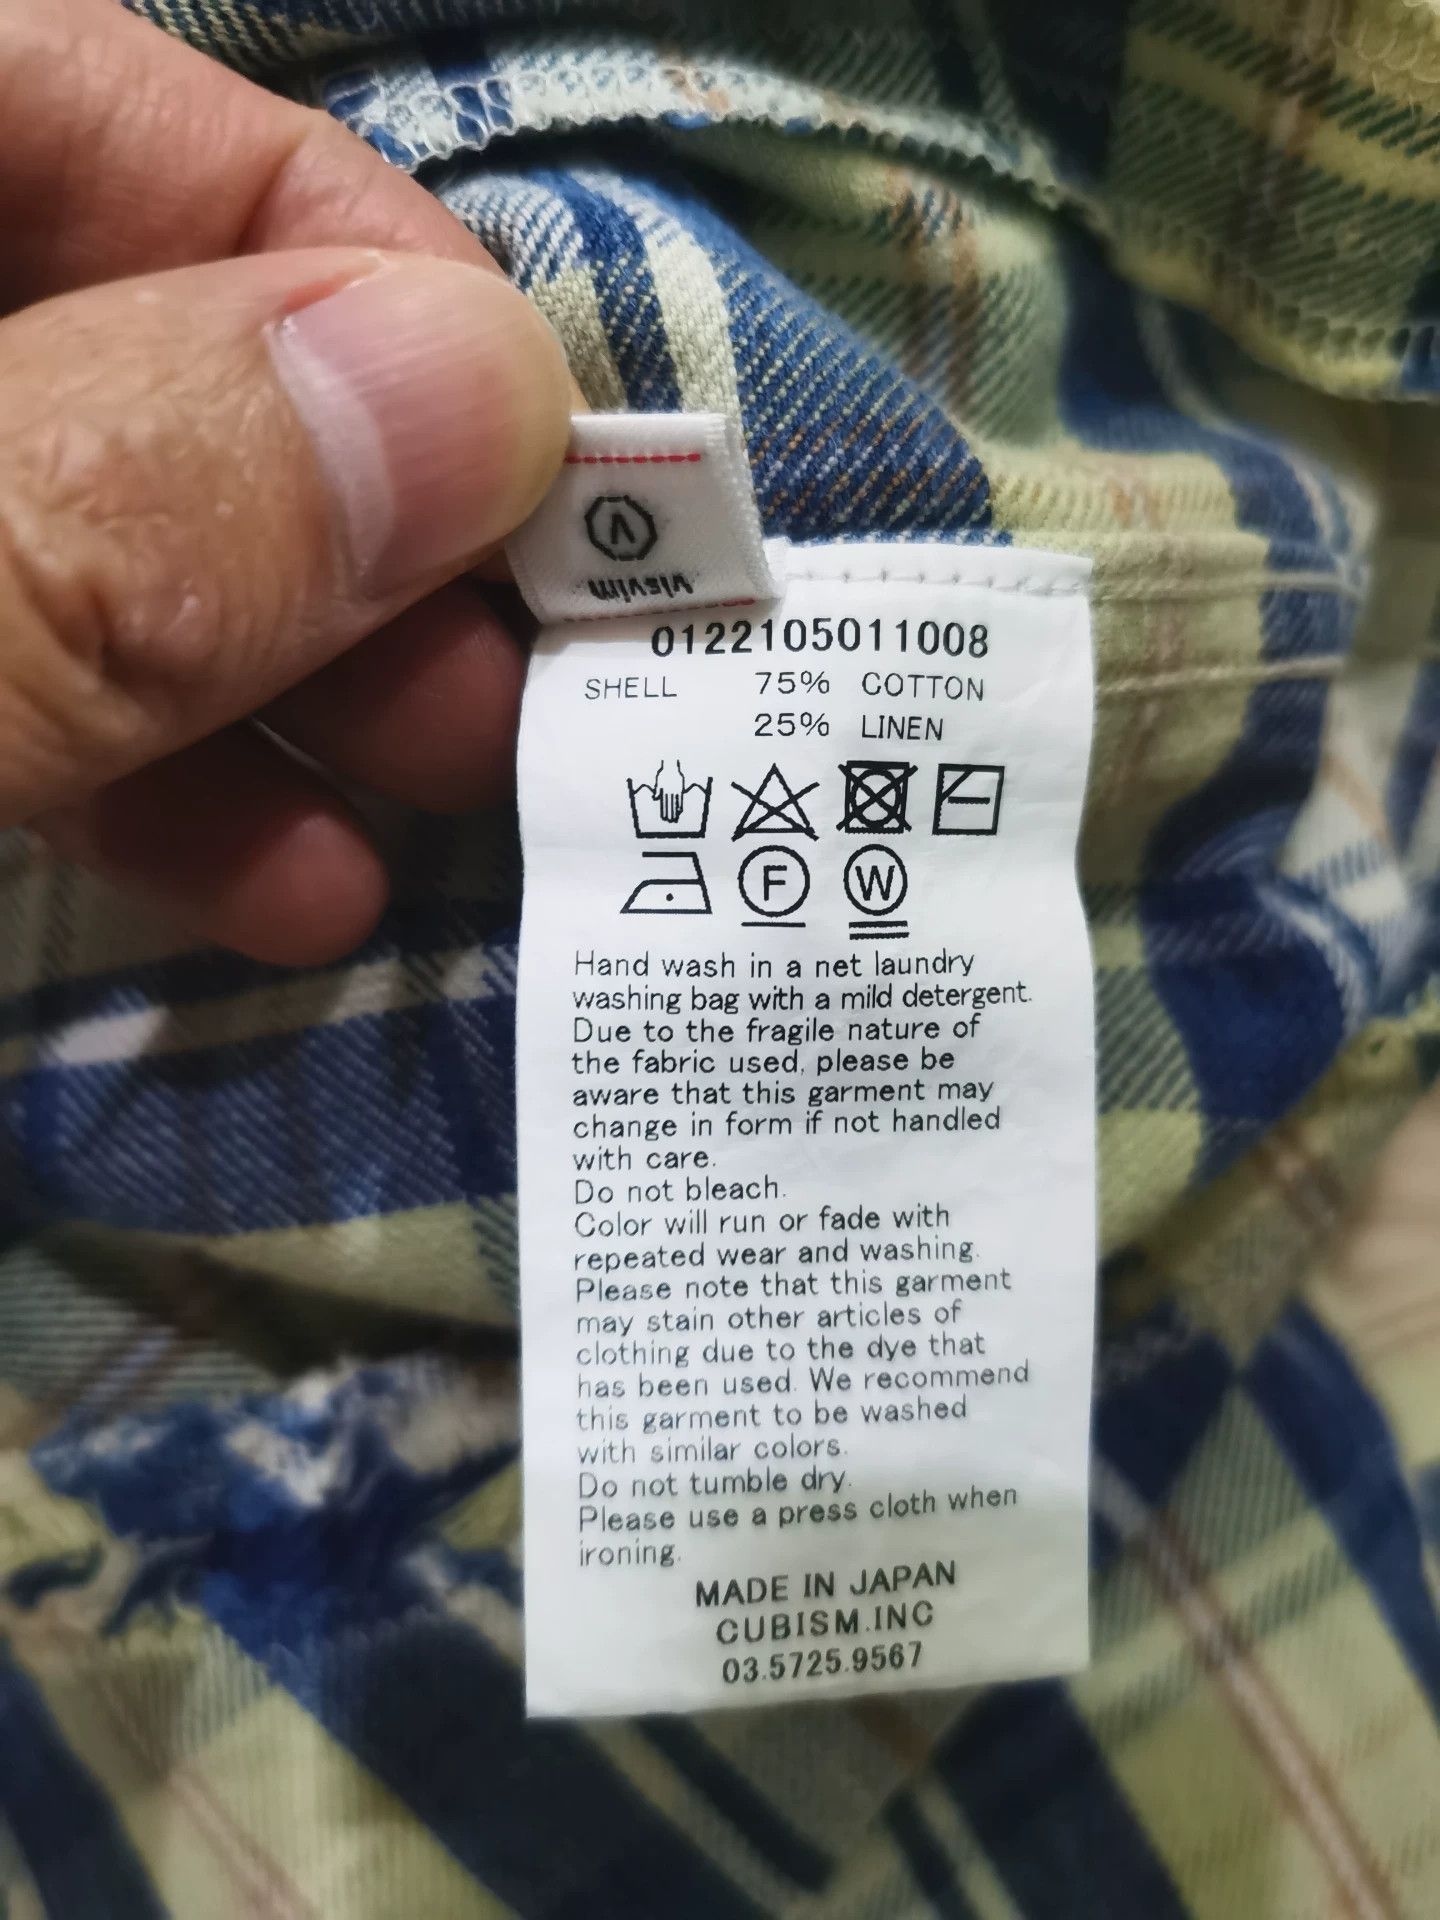 V
visvim
0122105011008
SHELL 75% COTTON
25% LINEN
F W
Hand wash in a net laundry
washing bag with a mild detergent.
Due to the fragile nature of
the fabric used, please be
aware that this garment may
change in form if not handled
with care.
Do not bleach.
Color will run or fade with
repeated wear and washing.
Please note that this garment
may stain other articles of
clothing due to the dye that
has been used. We recommend
this garment to be washed
with similar colors.
Do not tumble dry.
Please use a press cloth when
ironing.
MADE IN JAPAN
CUBISM.INC
03.5725.9567